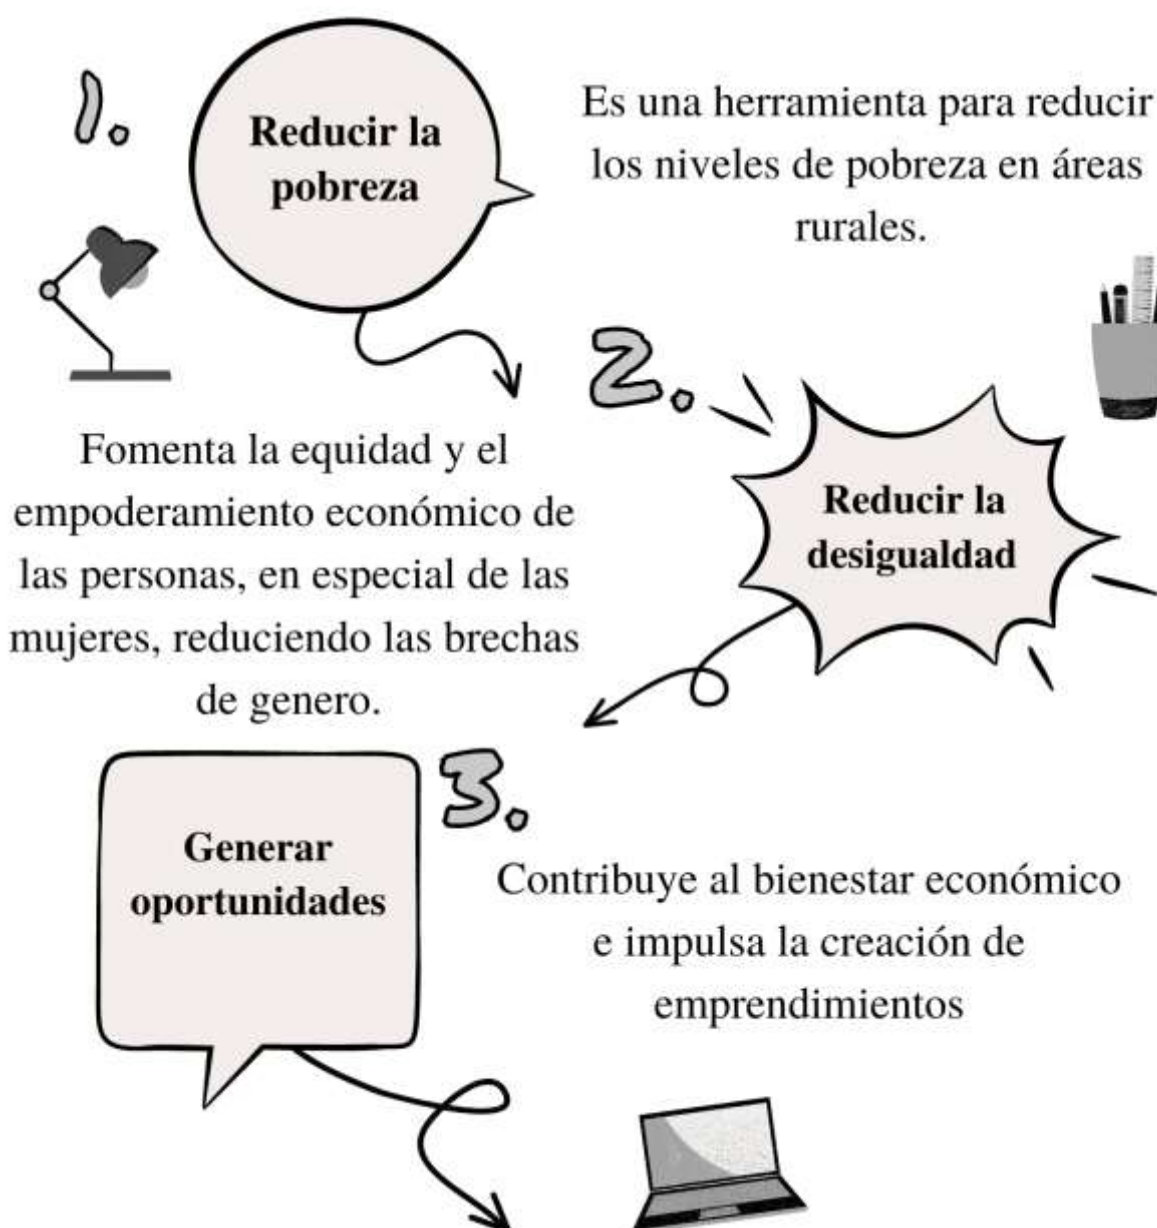 1.
Reducir la
pobreza
Es una herramienta para reducir
los niveles de pobreza en áreas
rurales.
2.
Reducir la
desigualdad
Fomenta la equidad y el
empoderamiento económico de
las personas, en especial de las
mujeres, reduciendo las brechas
de genero.
3.
Generar
oportunidades
Contribuye al bienestar económico
e impulsa la creación de
emprendimientos